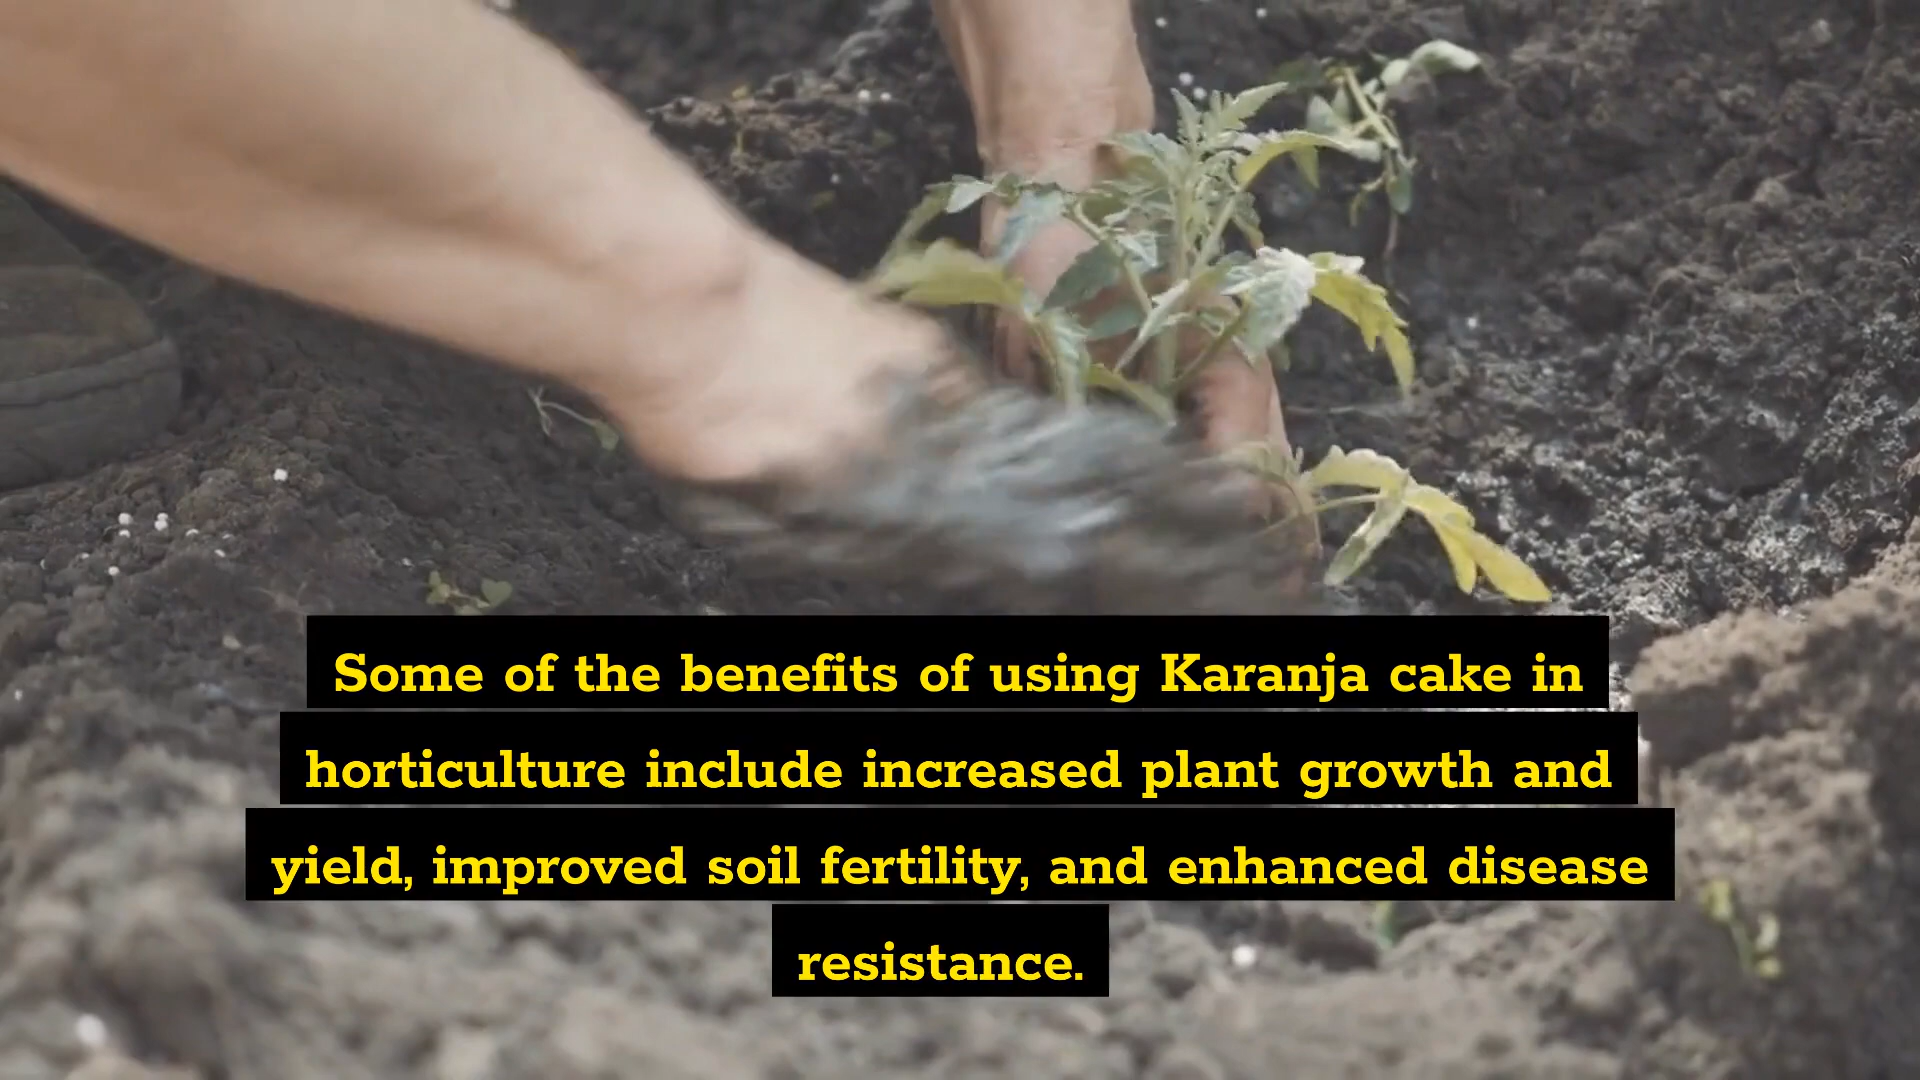 Some of the benefits of using Karanja cake in
horticulture include increased plant growth and
yield, improved soil fertility, and enhanced disease
resistance.